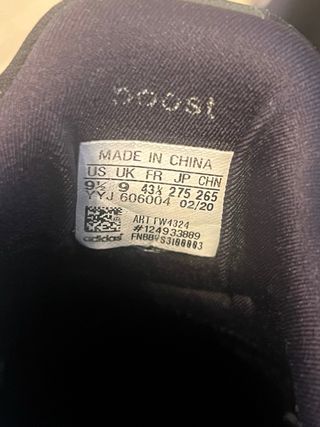 boost
MADE IN CHINA
US UK FR JP CHN
9½ 9 43⅓ 275 265
YYJ 606004 02/20
ART FW4324
#124933889
adidas FNBBVS3100003